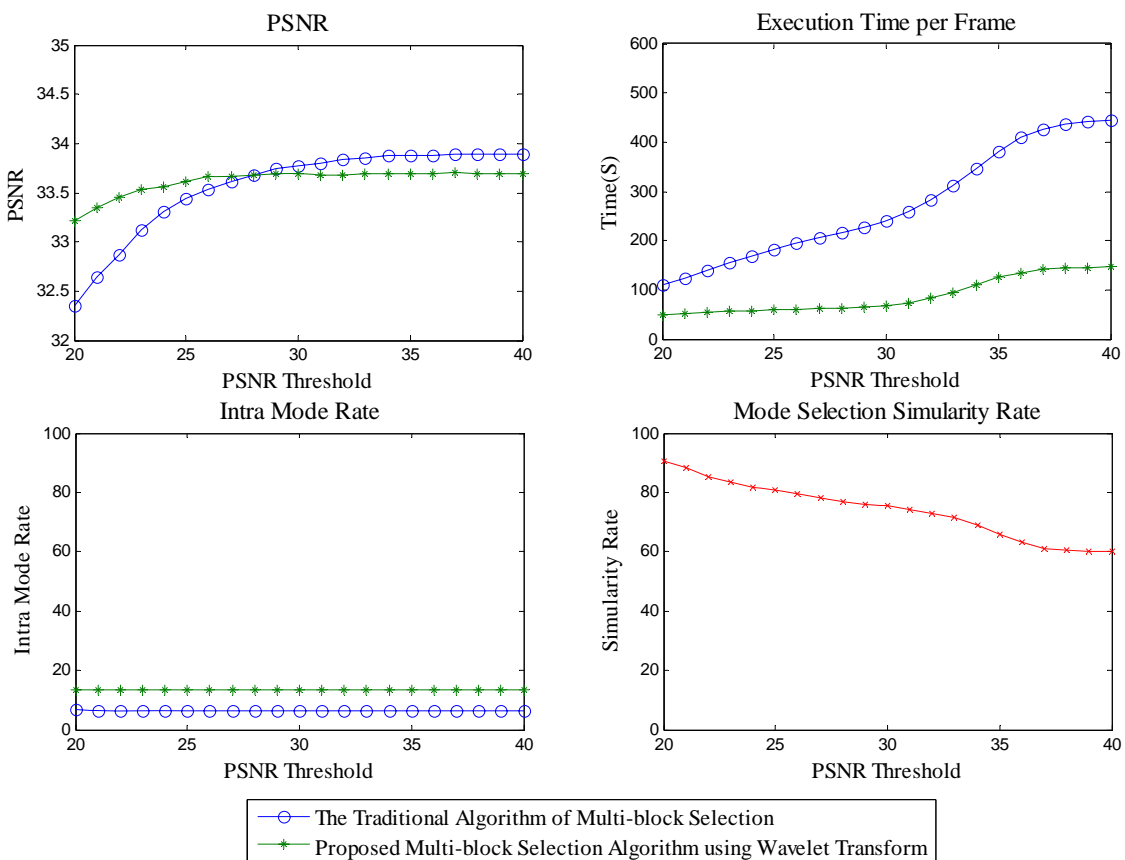 PSNR
35
34.5
34
33.5
33
32.5
32
PSNR
20 25 30 35 40
PSNR Threshold
Execution Time per Frame
600
500
400
300
200
100
0
Time(S)
20 25 30 35 40
PSNR Threshold
Intra Mode Rate
100
80
60
40
20
0
Intra Mode Rate
20 25 30 35 40
PSNR Threshold
Mode Selection Simularity Rate
100
80
60
40
20
0
Simularity Rate
20 25 30 35 40
PSNR Threshold
The Traditional Algorithm of Multi-block Selection
Proposed Multi-block Selection Algorithm using Wavelet Transform